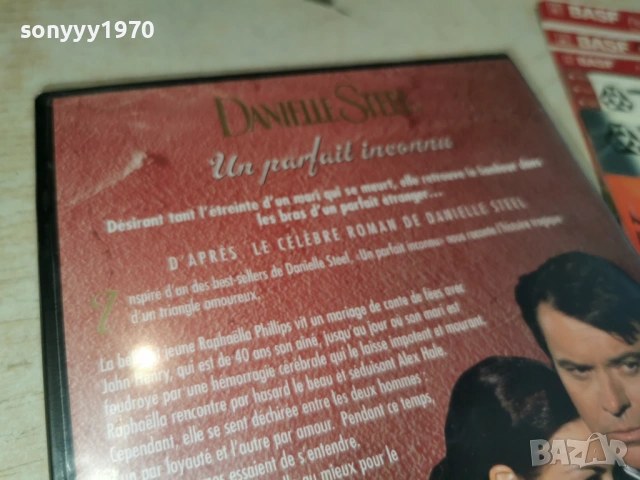 sonyyy1970
BASF
BASF
BASF
DANIELLE STEEL
Un parfait inconnu
Désirant tant l'étreinte d'un mari qui se meurt, elle retrouve le bonheur dans
les bras d'un parfait étranger...
D'APRÈS LE CÉLÈBRE ROMAN DE DANIELLE STEEL
Inspiré d'un des best-sellers de Danielle Steel, «Un parfait inconnu» vous raconte l'histoire tragique
d'un triangle amoureux.
La jeune Raphaëlla Phillips vit un mariage de conte de fées avec
John Henry, qui est de 40 ans son aîné, jusqu'au jour où son mari est
foudroyé par une hémorragie cérébrale qui le laisse impotent et mourant.
Raphaëlla rencontre par hasard le beau et séduisant Alex Hale.
Cependant, elle se sent déchirée entre les deux hommes
un par loyauté et l'autre par amour. Pendant ce temps,
essaient de s'entendre.
au mieux pour le
BAZAR